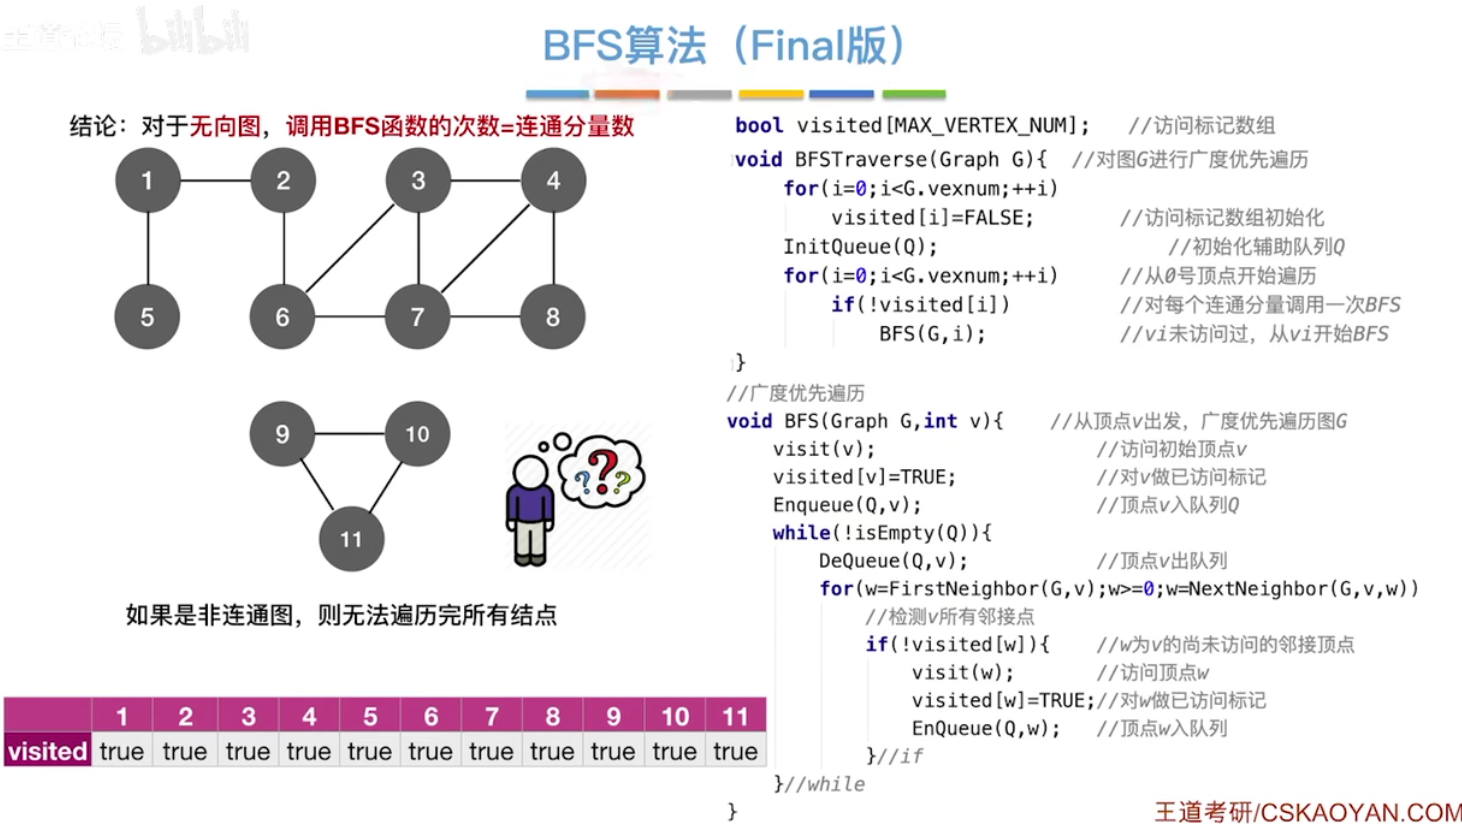 王道论坛 bilibili
BFS算法（Final版）
结论：对于无向图，调用BFS函数的次数=连通分量数
1 2 3 4
5 6 7 8
9 10
11
???
如果是非连通图，则无法遍历完所有结点
1 2 3 4 5 6 7 8 9 10 11
visited true true true true true true true true true true true
bool visited[MAX_VERTEX_NUM]; //访问标记数组
void BFSTraverse(Graph G){ //对图G进行广度优先遍历
for(i=0;i<G.vexnum;++i)
visited[i]=FALSE; //访问标记数组初始化
InitQueue(Q); //初始化辅助队列Q
for(i=0;i<G.vexnum;++i) //从0号顶点开始遍历
if(!visited[i]) //对每个连通分量调用一次BFS
BFS(G,i); //vi未访问过，从vi开始BFS
}
//广度优先遍历
void BFS(Graph G,int v){ //从顶点v出发，广度优先遍历图G
visit(v); //访问初始顶点v
visited[v]=TRUE; //对v做已访问标记
Enqueue(Q,v); //顶点v入队列Q
while(!isEmpty(Q)){
DeQueue(Q,v); //顶点v出队列
for(w=FirstNeighbor(G,v);w>=0;w=NextNeighbor(G,v,w))
//检测v所有邻接点
if(!visited[w]){ //w为v的尚未访问的邻接顶点
visit(w); //访问顶点w
visited[w]=TRUE;//对w做已访问标记
EnQueue(Q,w); //顶点w入队列
}//if
}//while
}
王道考研/CSKAOYAN.COM